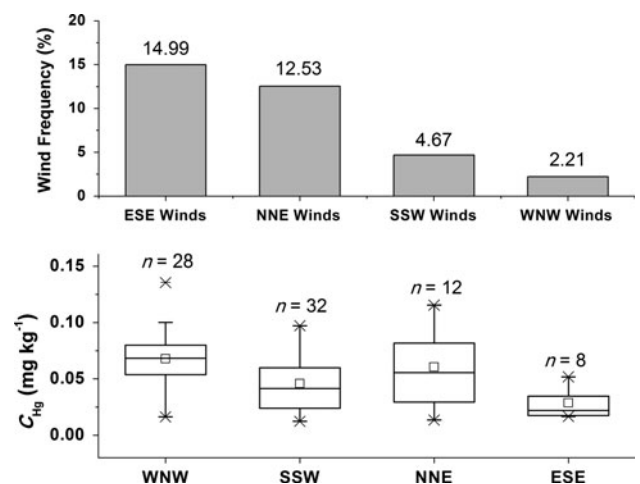 Wind Frequency (%)
20
15
10
5
0
14.99
12.53
4.67
2.21
ESE Winds
NNE Winds
SSW Winds
WNW Winds
C_Hg (mg kg⁻¹)
0.15
0.10
0.05
0.00
n = 28
n = 32
n = 12
n = 8
WNW
SSW
NNE
ESE